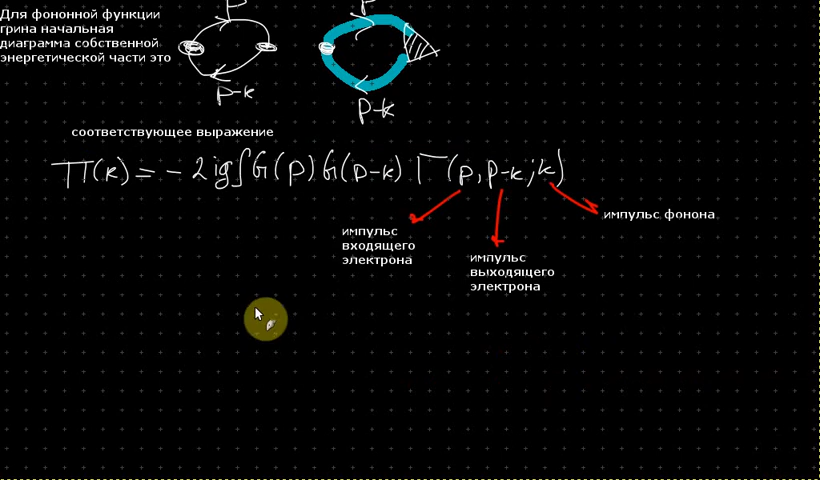 Для фононной функции
грина начальная
диаграмма собственной
энергетической части это
p
p
p-k
p-k
соответствующее выражение
Π(k) = - 2ig∫G(p)G(p-k) Γ(p, p-k; k)
импульс
входящего
электрона
импульс
выходящего
электрона
импульс фонона